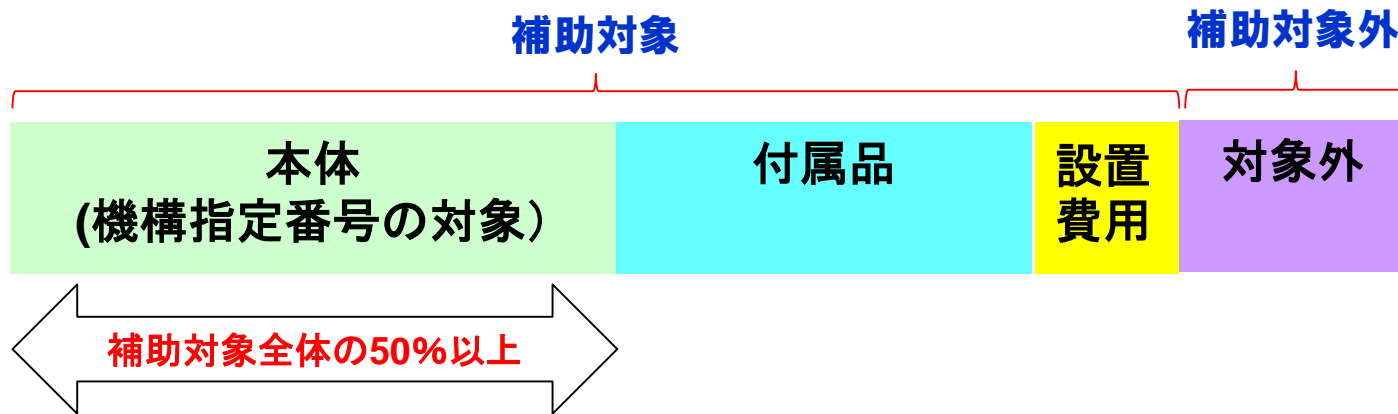 補助対象
補助対象外
本体
(機構指定番号の対象）
付属品
設置
費用
対象外
補助対象全体の50%以上